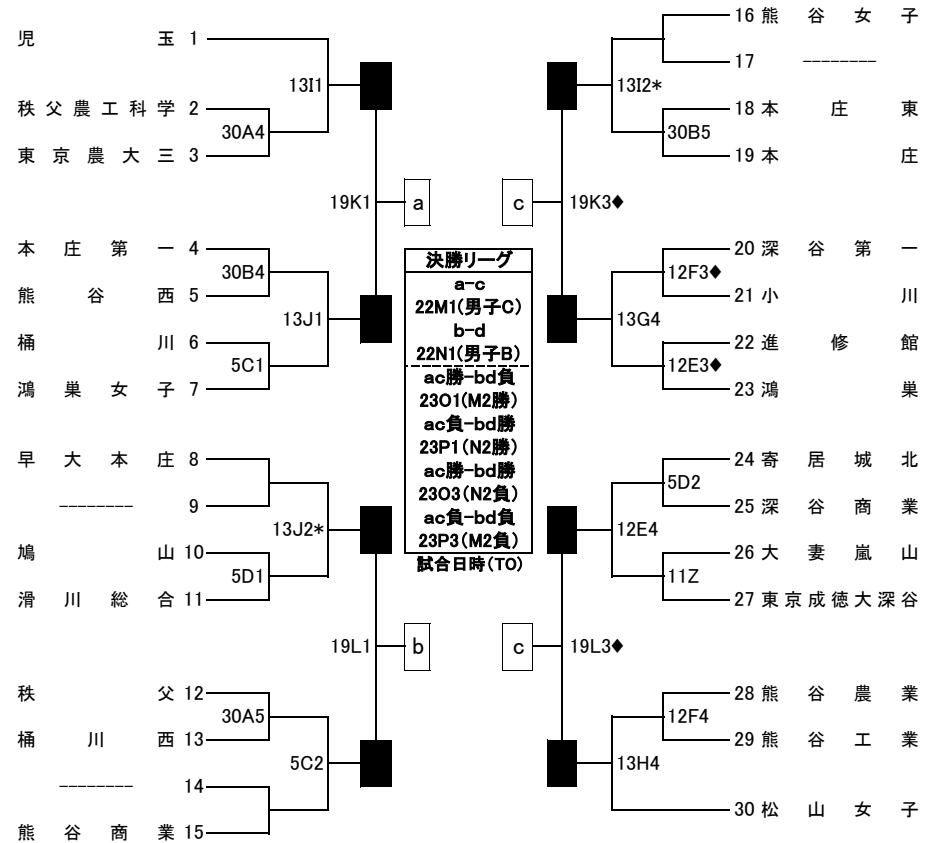 児玉 1
13I1
秩父農工科学 2
30A4
東京農大三 3
19K1
a
本庄第一 4
30B4
熊谷西 5
13J1
桶川 6
5C1
鴻巣女子 7
早大本庄 8
-------- 9
13J2*
鳩山 10
5D1
滑川総合 11
19L1
b
秩父 12
30A5
桶川西 13
5C2
-------- 14
熊谷商業 15
決勝リーグ
a-c
22M1(男子C)
b-d
22N1(男子B)
ac勝-bd負
23O1(M2勝)
ac負-bd勝
23P1(N2勝)
ac勝-bd勝
23O3(N2負)
ac負-bd負
23P3(M2負)
試合日時(TO)
16 熊谷女子
17 --------
13I2*
18 本庄東
30B5
19 本庄
c
19K3♦
20 深谷第一
12F3♦
21 小川
13G4
22 進修館
12E3♦
23 鴻巣
24 寄居城北
5D2
25 深谷商業
12E4
26 大妻嵐山
11Z
27 東京成徳大深谷
c
19L3♦
28 熊谷農業
12F4
29 熊谷工業
13H4
30 松山女子